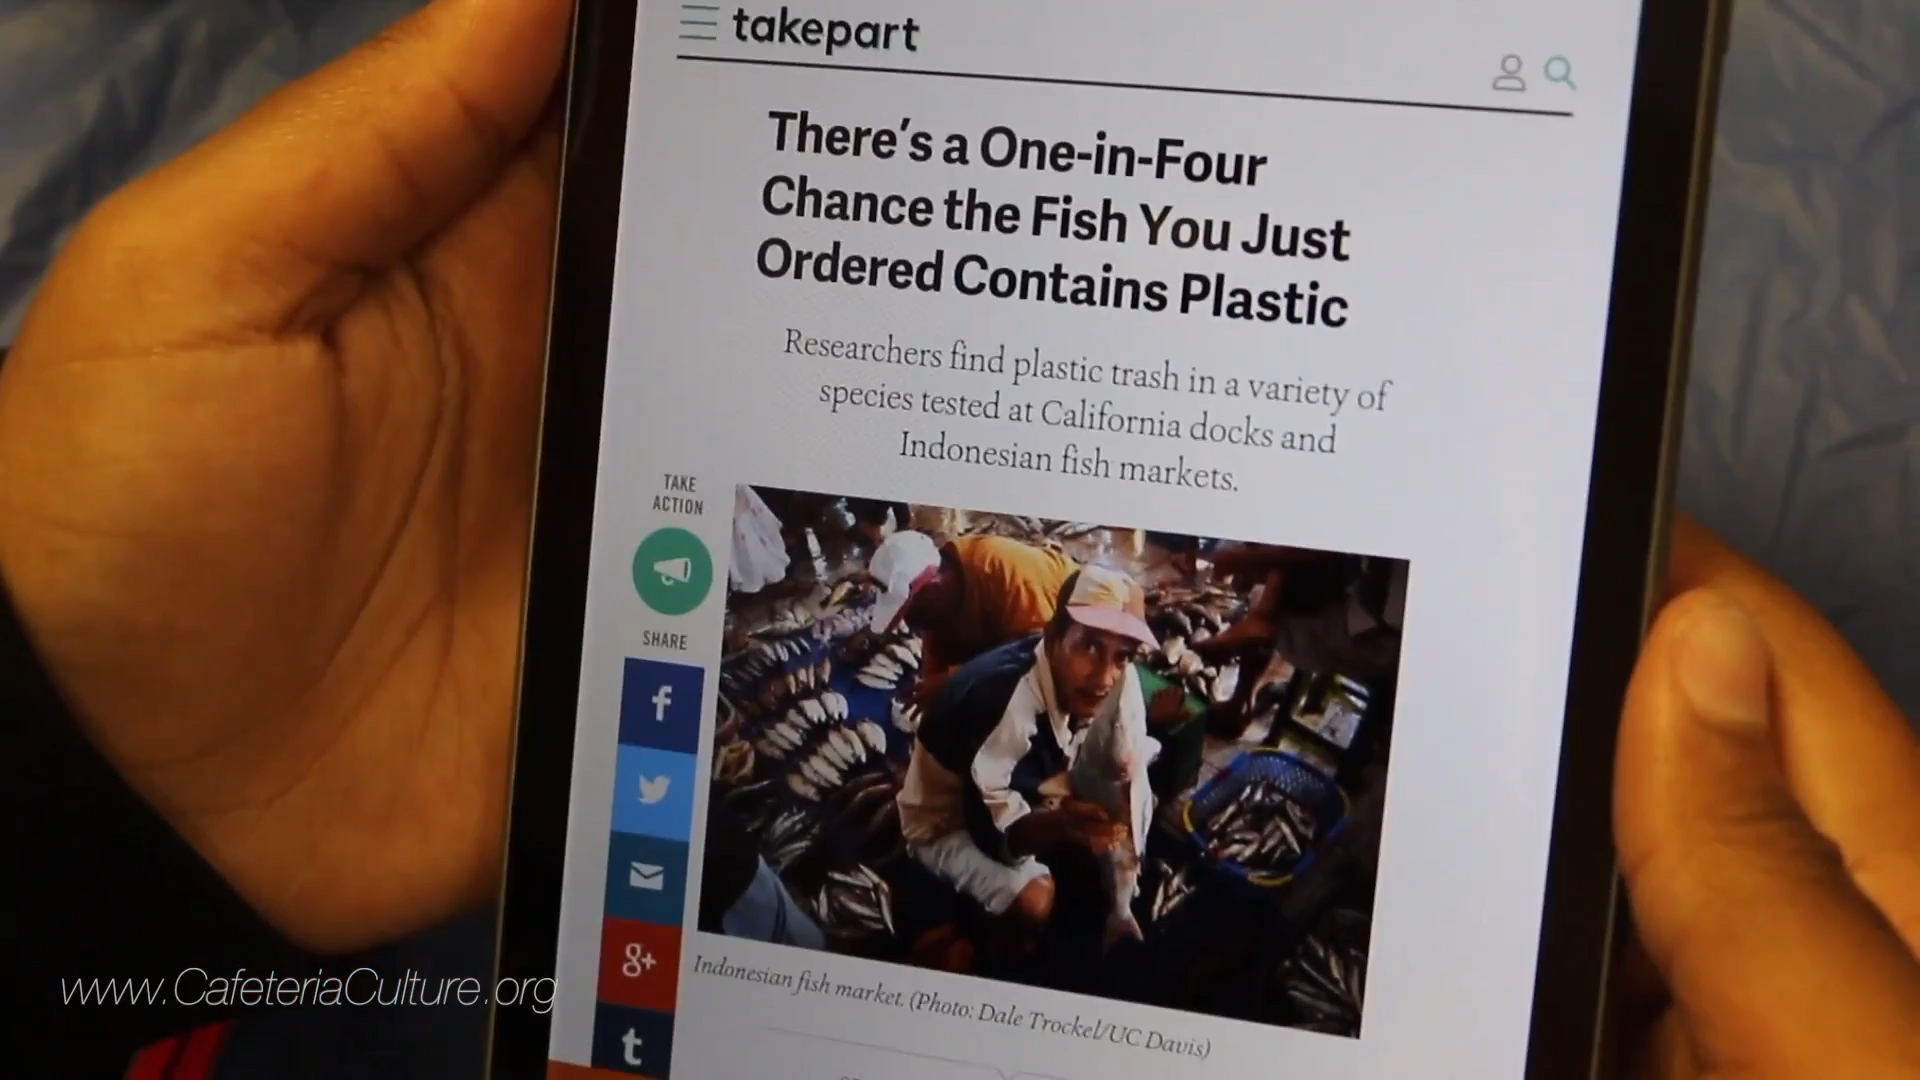 takepart
There's a One-in-Four
Chance the Fish You Just
Ordered Contains Plastic
Researchers find plastic trash in a variety of
species tested at California docks and
Indonesian fish markets.
TAKE
ACTION
SHARE
f
g+
t
Indonesian fish market. (Photo: Dale Trockel/UC Davis)
www.CafeteriaCulture.org